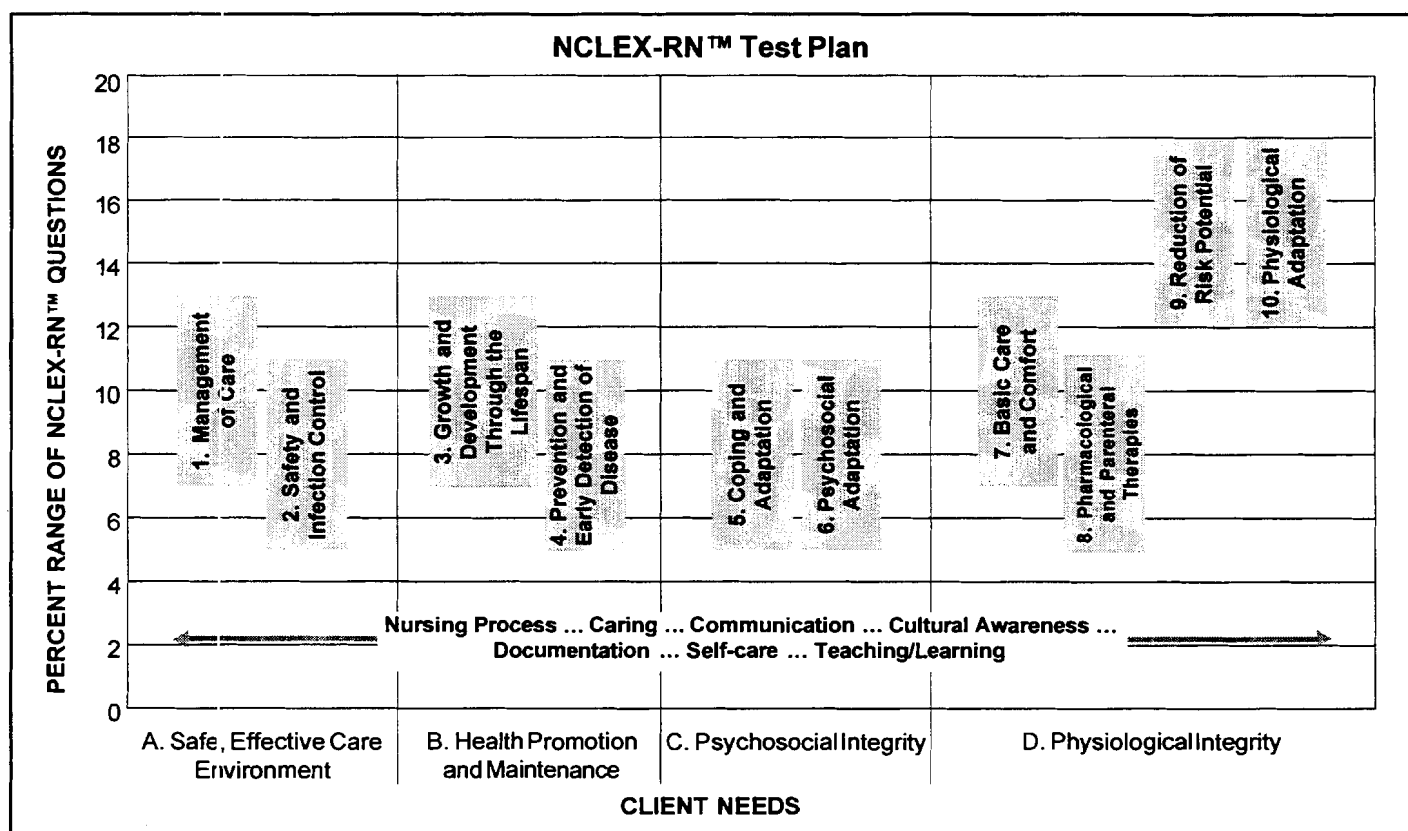 NCLEX-RN™ Test Plan
PERCENT RANGE OF NCLEX-RN™ QUESTIONS
20
18
16
14
12
10
8
6
4
2
0
1. Management
of Care
2. Safety and
Infection Control
3. Growth and
Development
Through the
Lifespan
4. Prevention and
Early Detection of
Disease
5. Coping and
Adaptation
6. Psychosocial
Adaptation
7. Basic Care
and Comfort
8. Pharmacological
and Parenteral
Therapies
9. Reduction of
Risk Potential
10. Physiological
Adaptation
Nursing Process ... Caring ... Communication ... Cultural Awareness ...
Documentation ... Self-care ... Teaching/Learning
A. Safe, Effective Care
Environment
B. Health Promotion
and Maintenance
C. Psychosocial Integrity
D. Physiological Integrity
CLIENT NEEDS